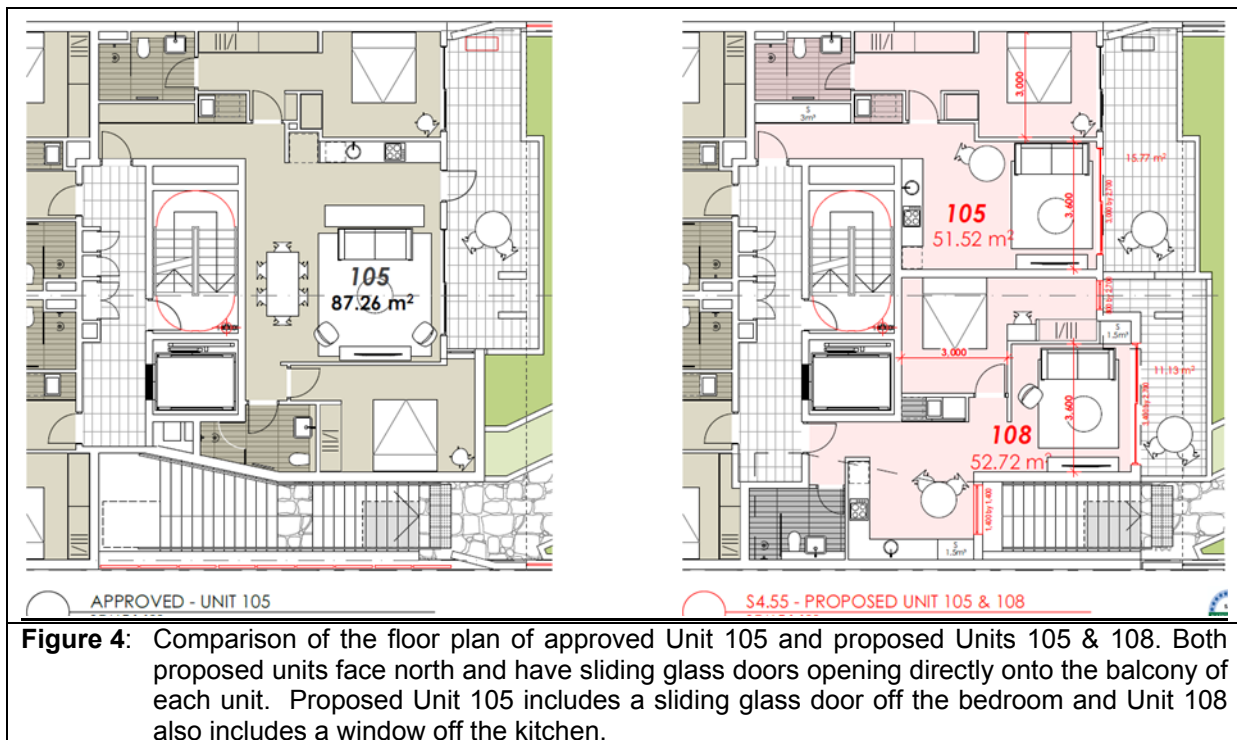 S
3m³
3,000
15.77 m²
105
51.52 m²
3,600
3,000 by 2,700
105
87.26 m²
S
1.5m³
3,000
11.13 m²
3,600
108
52.72 m²
1,400 by 1,400
S
1.5m³
APPROVED - UNIT 105
S4.55 - PROPOSED UNIT 105 & 108
Figure 4: Comparison of the floor plan of approved Unit 105 and proposed Units 105 & 108. Both
proposed units face north and have sliding glass doors opening directly onto the balcony of
each unit. Proposed Unit 105 includes a sliding glass door off the bedroom and Unit 108
also includes a window off the kitchen.